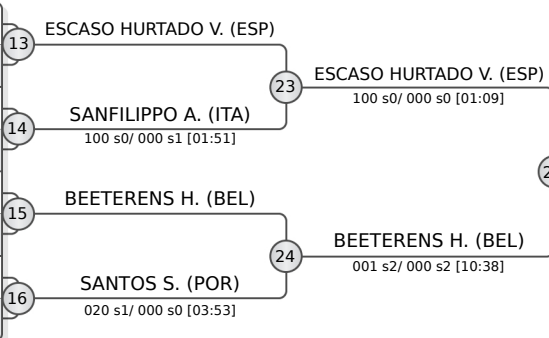 ESCASO HURTADO V. (ESP)
13
23
ESCASO HURTADO V. (ESP)
100 s0/ 000 s0 [01:09]
SANFILIPPO A. (ITA)
14
100 s0/ 000 s1 [01:51]
BEETERENS H. (BEL)
15
24
BEETERENS H. (BEL)
001 s2/ 000 s2 [10:38]
SANTOS S. (POR)
16
020 s1/ 000 s0 [03:53]